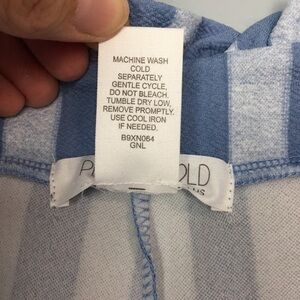 MACHINE WASH
COLD
SEPARATELY
GENTLE CYCLE.
DO NOT BLEACH.
TUMBLE DRY LOW,
REMOVE PROMPTLY.
USE COOL IRON
IF NEEDED.
B9XN064
GNL